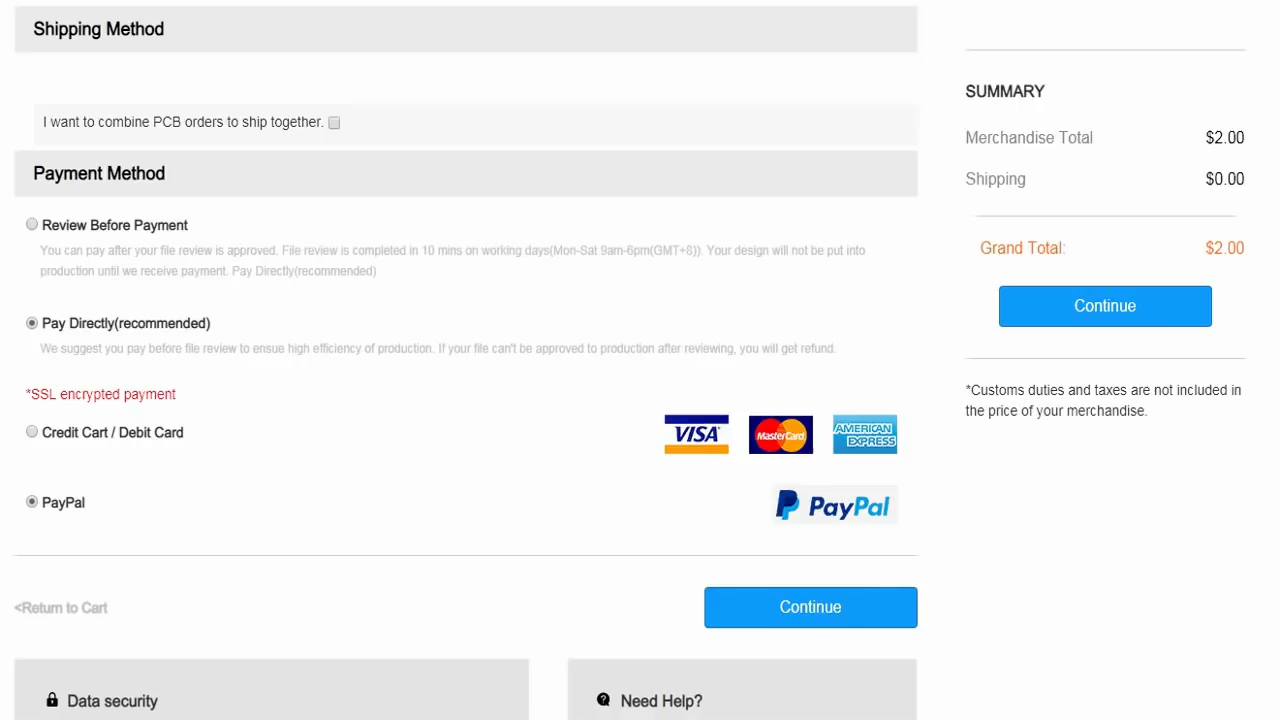 Shipping Method
I want to combine PCB orders to ship together.
Payment Method
Review Before Payment
You can pay after your file review is approved. File review is completed in 10 mins on working days(Mon-Sat 9am-6pm(GMT+8)). Your design will not be put into
production until we receive payment. Pay Directly(recommended)
Pay Directly(recommended)
We suggest you pay before file review to ensue high efficiency of production. If your file can't be approved to production after reviewing, you will get refund.
*SSL encrypted payment
Credit Cart / Debit Card
VISA
MasterCard
AMERICAN
EXPRESS
PayPal
PayPal
<Return to Cart
Continue
Data security
Need Help?
SUMMARY
Merchandise Total $2.00
Shipping $0.00
Grand Total: $2.00
Continue
*Customs duties and taxes are not included in
the price of your merchandise.